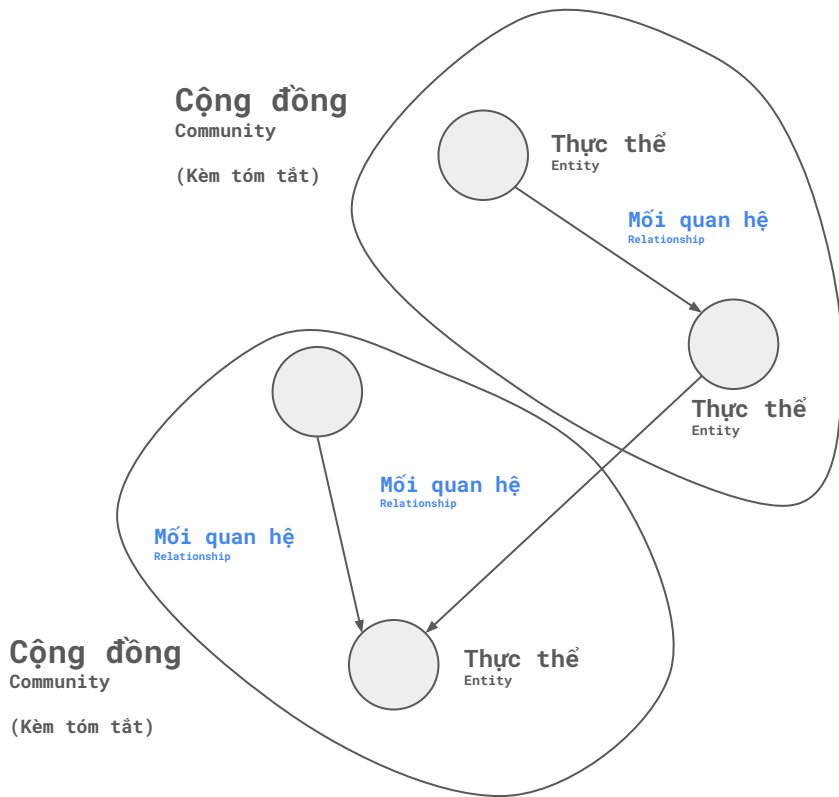 Cộng đồng
Community
(Kèm tóm tắt)
Thực thể
Entity
Mối quan hệ
Relationship
Thực thể
Entity
Mối quan hệ
Relationship
Mối quan hệ
Relationship
Cộng đồng
Community
(Kèm tóm tắt)
Thực thể
Entity